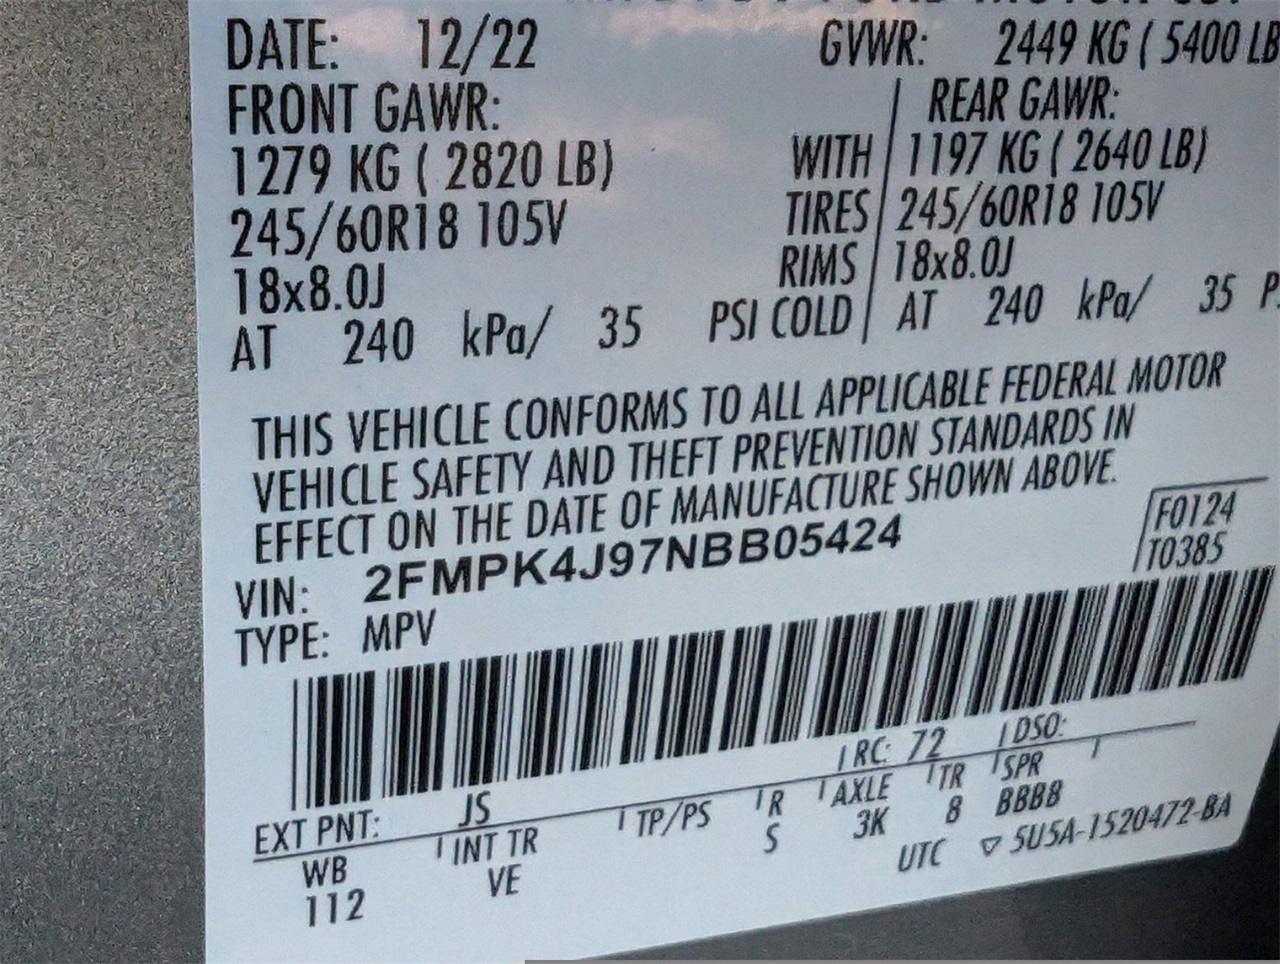 DATE: 12/22 GVWR: 2449 KG ( 5400 LB
FRONT GAWR: REAR GAWR:
1279 KG ( 2820 LB) WITH 1197 KG ( 2640 LB)
245/60R18 105V TIRES 245/60R18 105V
18x8.0J RIMS 18x8.0J
AT 240 kPa/ 35 PSI COLD AT 240 kPa/ 35 P
THIS VEHICLE CONFORMS TO ALL APPLICABLE FEDERAL MOTOR
VEHICLE SAFETY AND THEFT PREVENTION STANDARDS IN
EFFECT ON THE DATE OF MANUFACTURE SHOWN ABOVE.
F0124
VIN: 2FMPK4J97NBB05424 T0385
TYPE: MPV
EXT PNT: JS RC: 72 DSO:
WB INT TR TP/PS R AXLE TR SPR
112 VE S 3K 8 BBBB
UTC ▽ 5U5A-1520472-BA